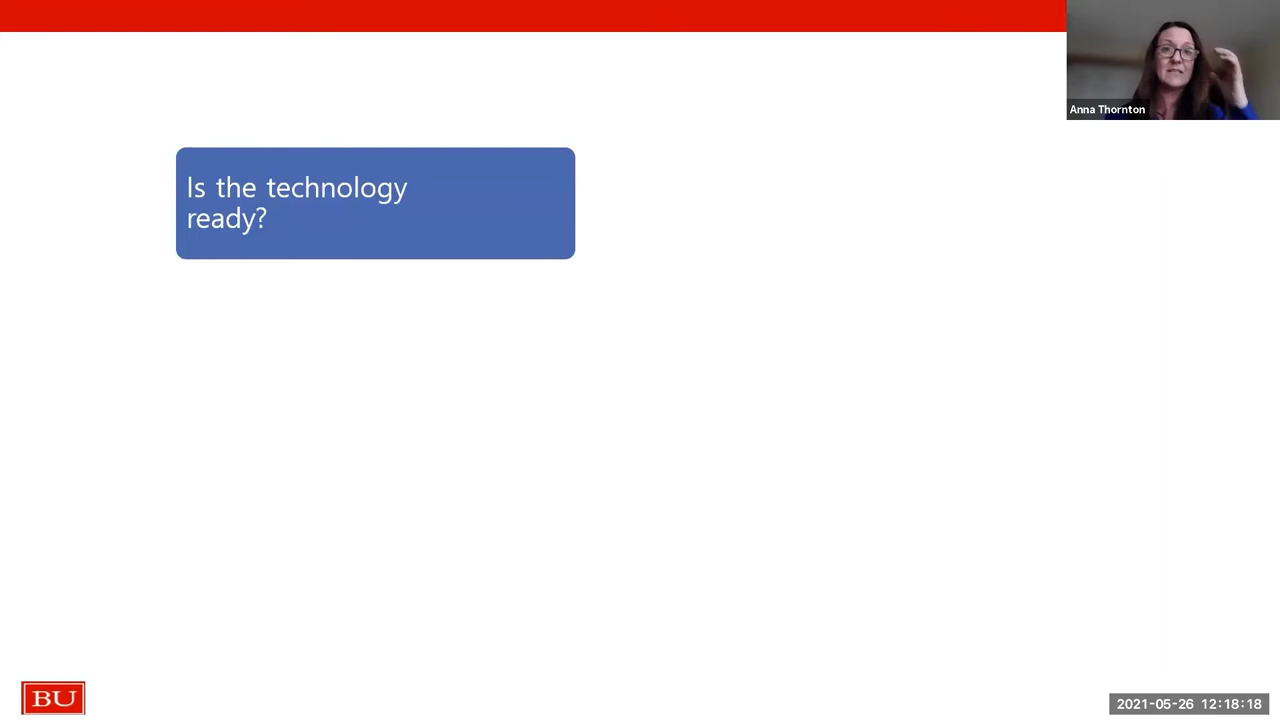 Anna Thornton
Is the technology
ready?
BU
2021-05-26 12:18:18